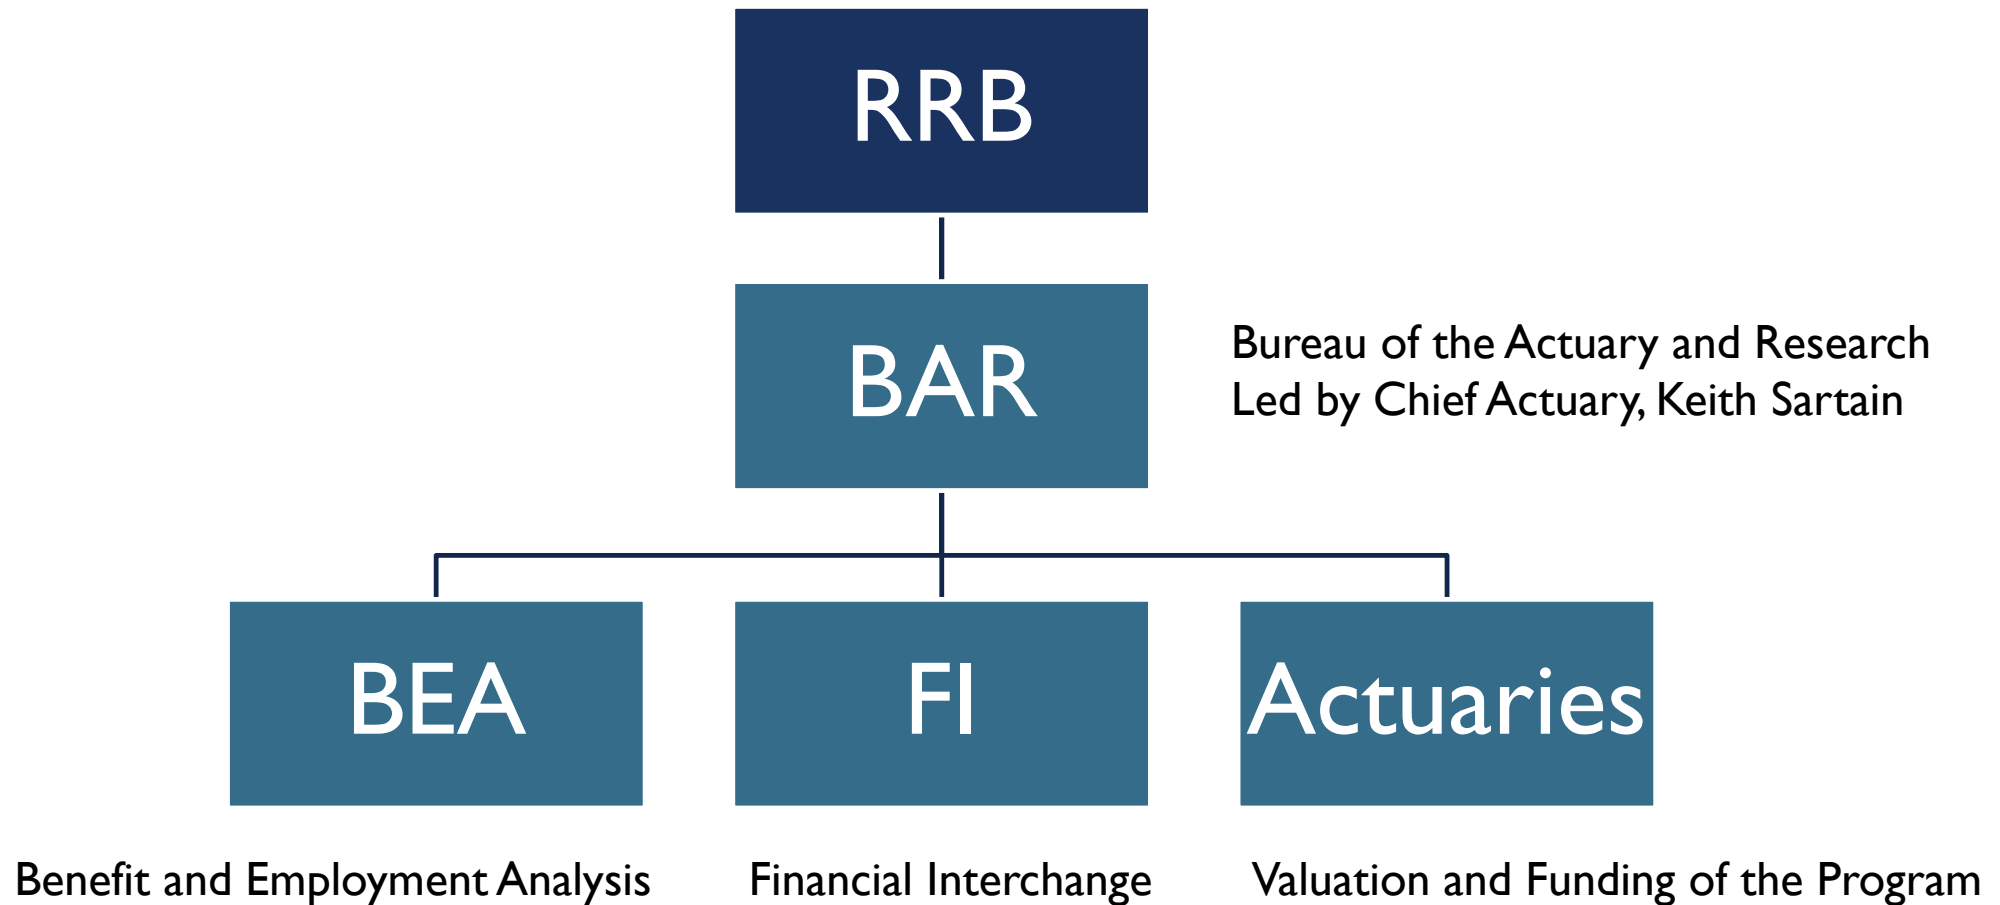 RRB
BAR
Bureau of the Actuary and Research
Led by Chief Actuary, Keith Sartain
BEA
FI
Actuaries
Benefit and Employment Analysis
Financial Interchange
Valuation and Funding of the Program